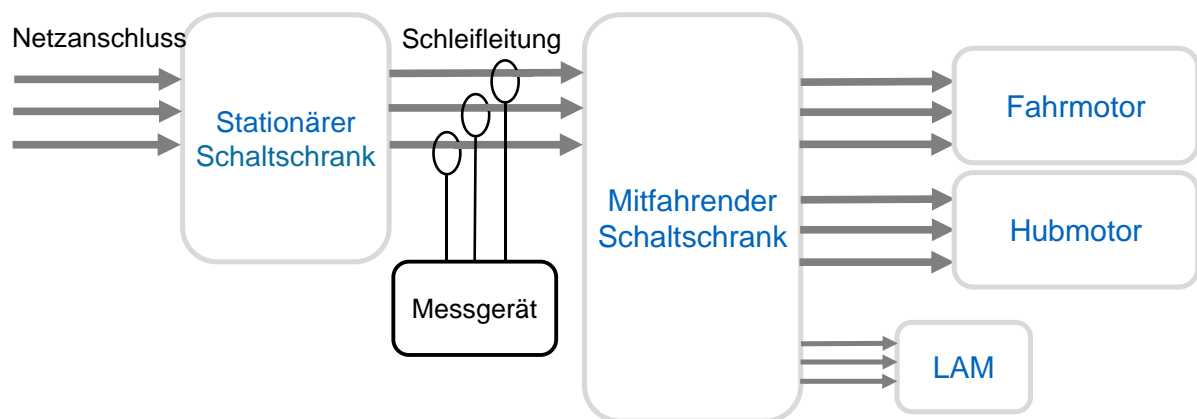 Netzanschluss
Schleifleitung
Stationärer
Schaltschrank
Mitfahrender
Schaltschrank
Messgerät
Fahrmotor
Hubmotor
LAM